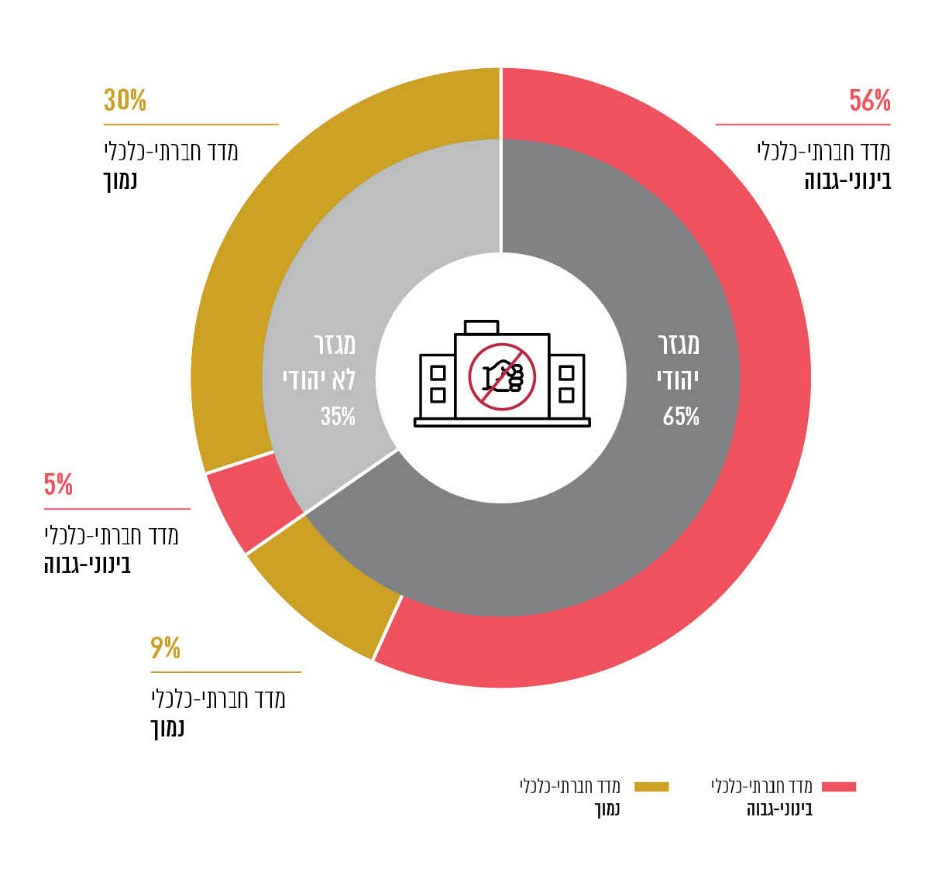 56%
מדד חברתי-כלכלי
בינוני-גבוה
30%
מדד חברתי-כלכלי
נמוך
מגזר
יהודי
65%
מגזר
לא יהודי
35%
5%
מדד חברתי-כלכלי
בינוני-גבוה
9%
מדד חברתי-כלכלי
נמוך
מדד חברתי-כלכלי
בינוני-גבוה
מדד חברתי-כלכלי
נמוך